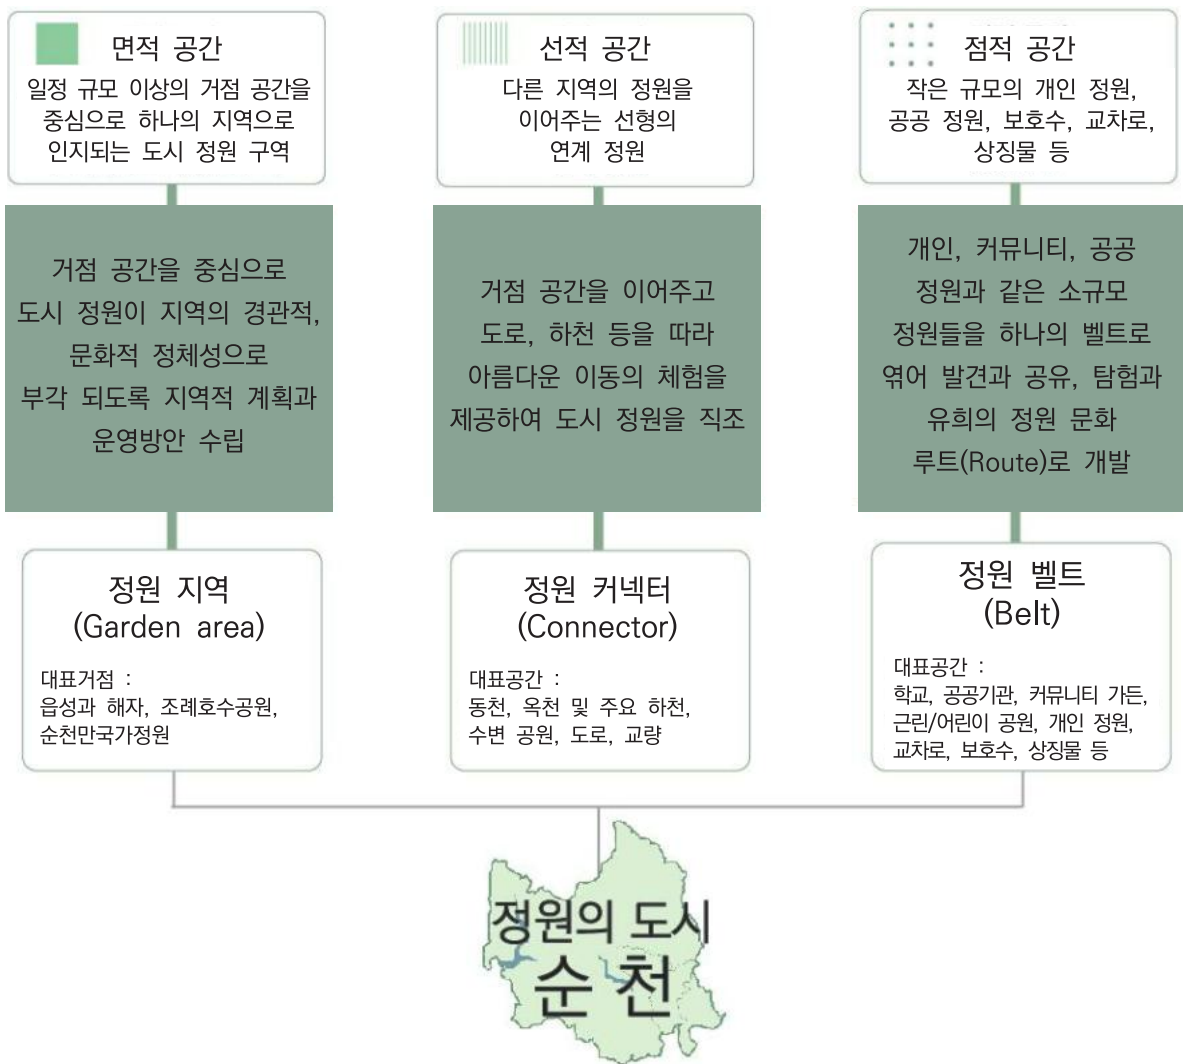 면적 공간
일정 규모 이상의 거점 공간을
중심으로 하나의 지역으로
인지되는 도시 정원 구역
거점 공간을 중심으로
도시 정원이 지역의 경관적,
문화적 정체성으로
부각 되도록 지역적 계획과
운영방안 수립
정원 지역
(Garden area)
대표거점 :
읍성과 해자, 조례호수공원,
순천만국가정원
선적 공간
다른 지역의 정원을
이어주는 선형의
연계 정원
거점 공간을 이어주고
도로, 하천 등을 따라
아름다운 이동의 체험을
제공하여 도시 정원을 직조
정원 커넥터
(Connector)
대표공간 :
동천, 옥천 및 주요 하천,
수변 공원, 도로, 교량
점적 공간
작은 규모의 개인 정원,
공공 정원, 보호수, 교차로,
상징물 등
개인, 커뮤니티, 공공
정원과 같은 소규모
정원들을 하나의 벨트로
엮어 발견과 공유, 탐험과
유희의 정원 문화
루트(Route)로 개발
정원 벨트
(Belt)
대표공간 :
학교, 공공기관, 커뮤니티 가든,
근린/어린이 공원, 개인 정원,
교차로, 보호수, 상징물 등
정원의 도시
순천